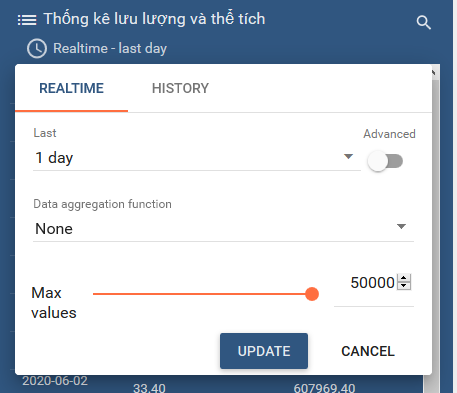 Thống kê lưu lượng và thể tích
Realtime - last day
REALTIME HISTORY
Last Advanced
1 day
Data aggregation function
None
Max values 50000
UPDATE CANCEL
2020-06-02 33.40 607969.40